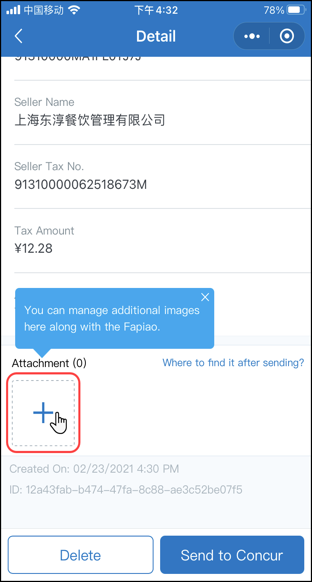 中国移动 下午4:32 78%
Detail
Seller Name
上海东淳餐饮管理有限公司
Seller Tax No.
91310000062518673M
Tax Amount
¥12.28
You can manage additional images
here along with the Fapiao.
Attachment (0) Where to find it after sending?
Created On: 02/23/2021 4:30 PM
ID: 12a43fab-b474-47fa-8c88-ae3c52be07f5
Delete Send to Concur